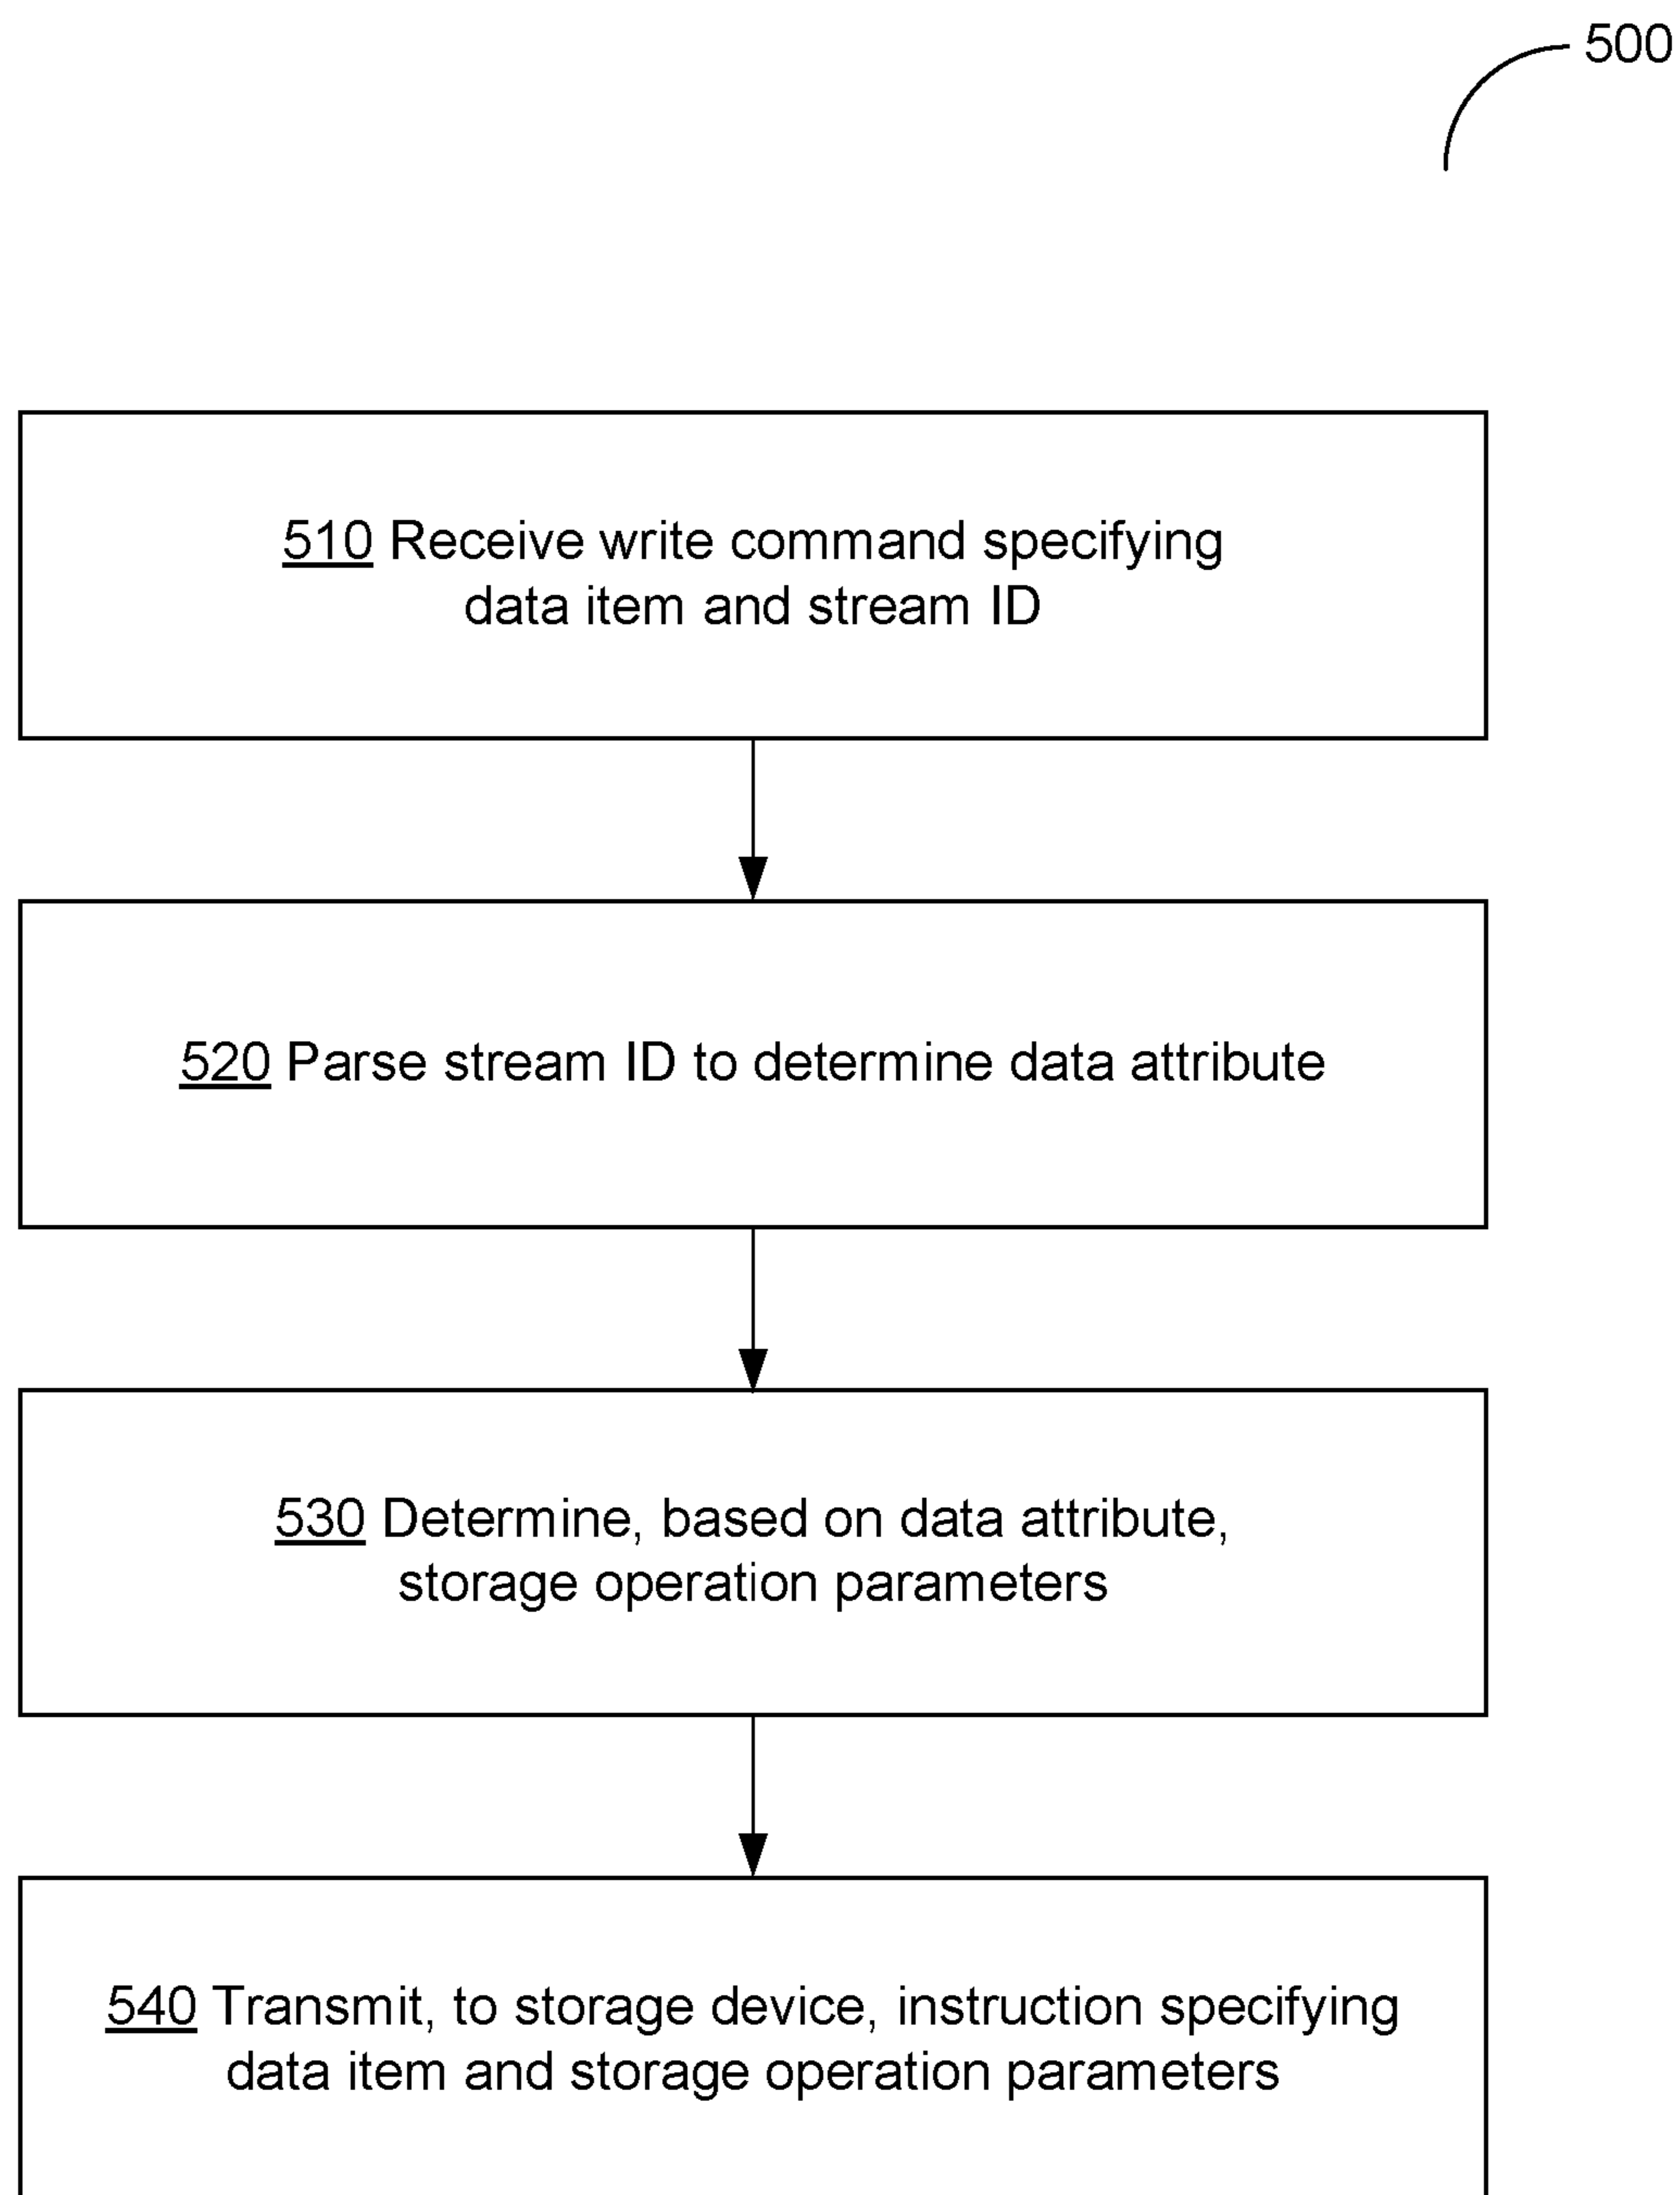 500
510 Receive write command specifying
data item and stream ID
520 Parse stream ID to determine data attribute
530 Determine, based on data attribute,
storage operation parameters
540 Transmit, to storage device, instruction specifying
data item and storage operation parameters